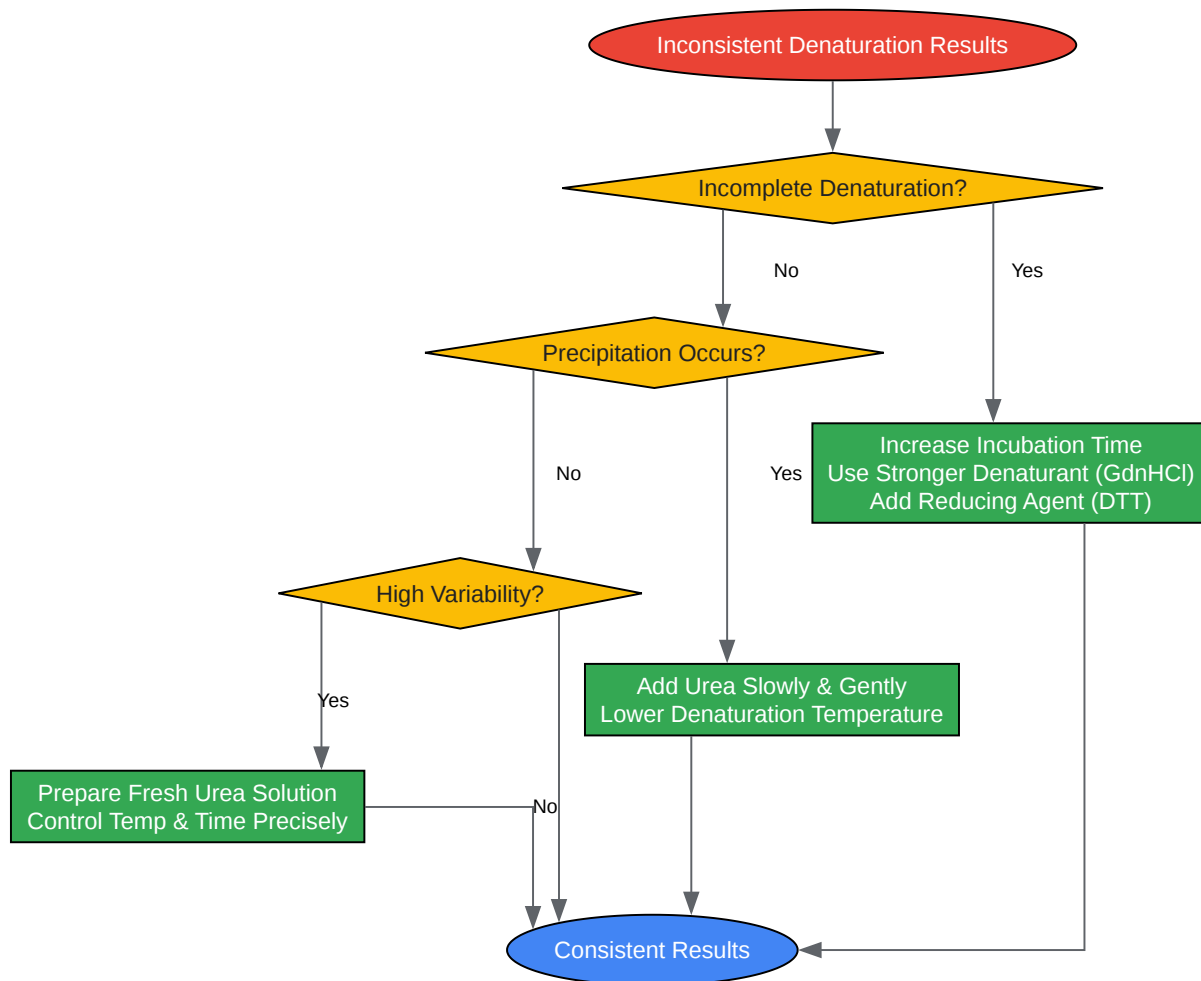 Inconsistent Denaturation Results
Incomplete Denaturation?
No
Yes
Precipitation Occurs?
Increase Incubation Time
Use Stronger Denaturant (GdnHCl)
Add Reducing Agent (DTT)
No
Yes
High Variability?
Add Urea Slowly & Gently
Lower Denaturation Temperature
Yes
Prepare Fresh Urea Solution
Control Temp & Time Precisely
No
Consistent Results